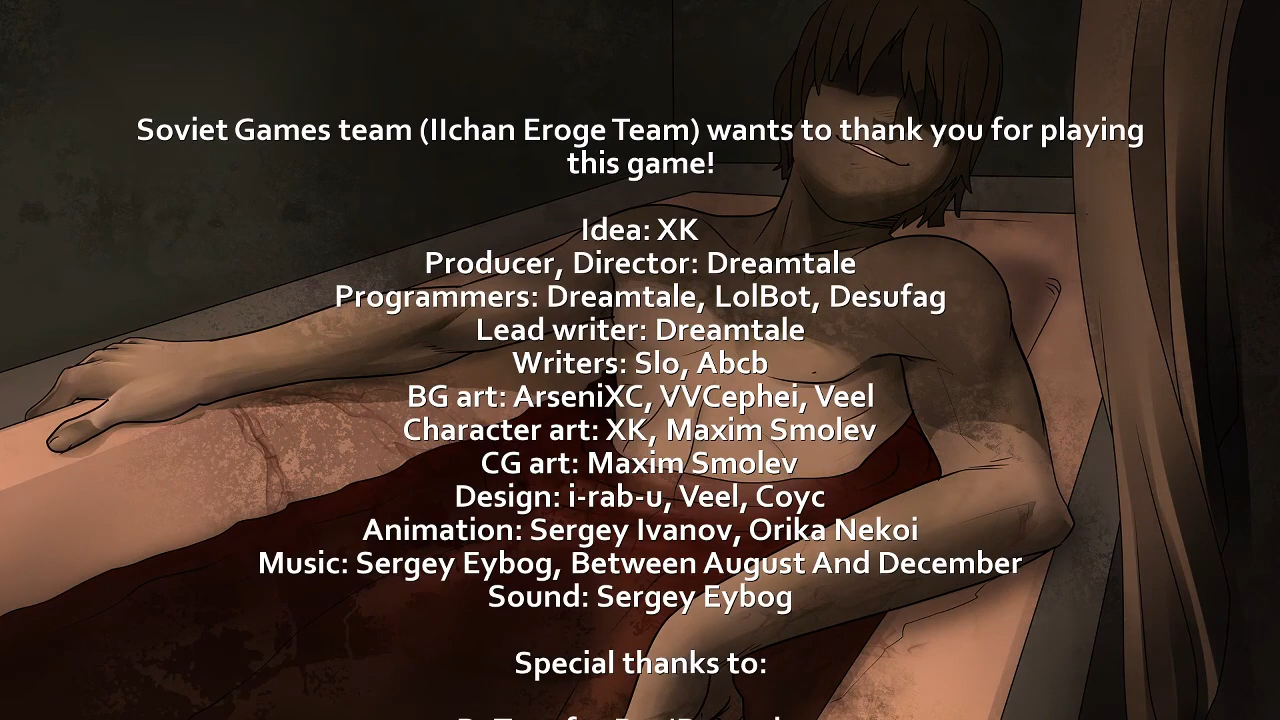 Soviet Games team (IIchan Eroge Team) wants to thank you for playing
this game!
Idea: XK
Producer, Director: Dreamtale
Programmers: Dreamtale, LolBot, Desufag
Lead writer: Dreamtale
Writers: Slo, Abcb
BG art: ArseniXC, VVCephei, Veel
Character art: XK, Maxim Smolev
CG art: Maxim Smolev
Design: i-rab-u, Veel, Coyc
Animation: Sergey Ivanov, Orika Nekoi
Music: Sergey Eybog, Between August And December
Sound: Sergey Eybog
Special thanks to: